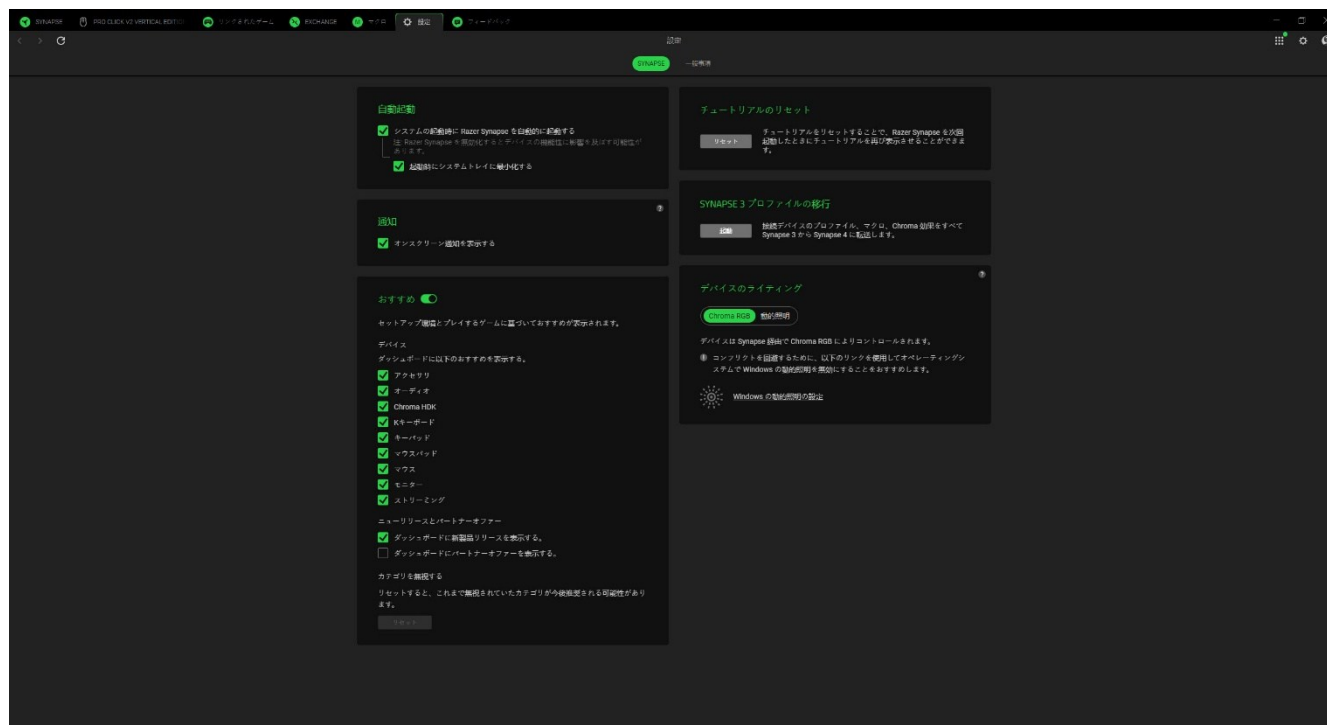 SYNAPSE
PRO CLICK V2 VERTICAL EDITION
リンクされたゲーム
EXCHANGE
マクロ
設定
フィードバック
設定
SYNAPSE
一般事項
自動起動
システムの起動時に Razer Synapse を自動的に起動する
注: Razer Synapse を無効化するとデバイスの機能性に影響を及ぼす可能性が
あります。
起動時にシステムトレイに最小化する
通知
オンスクリーン通知を表示する
おすすめ
セットアップ環境とプレイするゲームに基づいておすすめが表示されます。
デバイス
ダッシュボードに以下のおすすめを表示する。
アクセサリ
オーディオ
Chroma HDK
Kキーボード
キーパッド
マウスパッド
マウス
モニター
ストリーミング
ニューリリースとパートナーオファー
ダッシュボードに新製品リリースを表示する。
ダッシュボードにパートナーオファーを表示する。
カテゴリを無視する
リセットすると、これまで無視されていたカテゴリが今後推奨される可能性があり
ます。
リセット
チュートリアルのリセット
リセット
チュートリアルをリセットすることで、Razer Synapse を次回
起動したときにチュートリアルを再び表示させることができま
す。
SYNAPSE 3 プロファイルの移行
起動
接続デバイスのプロファイル、マクロ、Chroma 効果をすべて
Synapse 3 から Synapse 4 に転送します。
デバイスのライティング
Chroma RGB
動的照明
デバイスは Synapse 経由で Chroma RGB によりコントロールされます。
コンフリクトを回避するために、以下のリンクを使用してオペレーティングシ
ステムで Windows の動的照明を無効にすることをおすすめします。
Windows の動的照明の設定